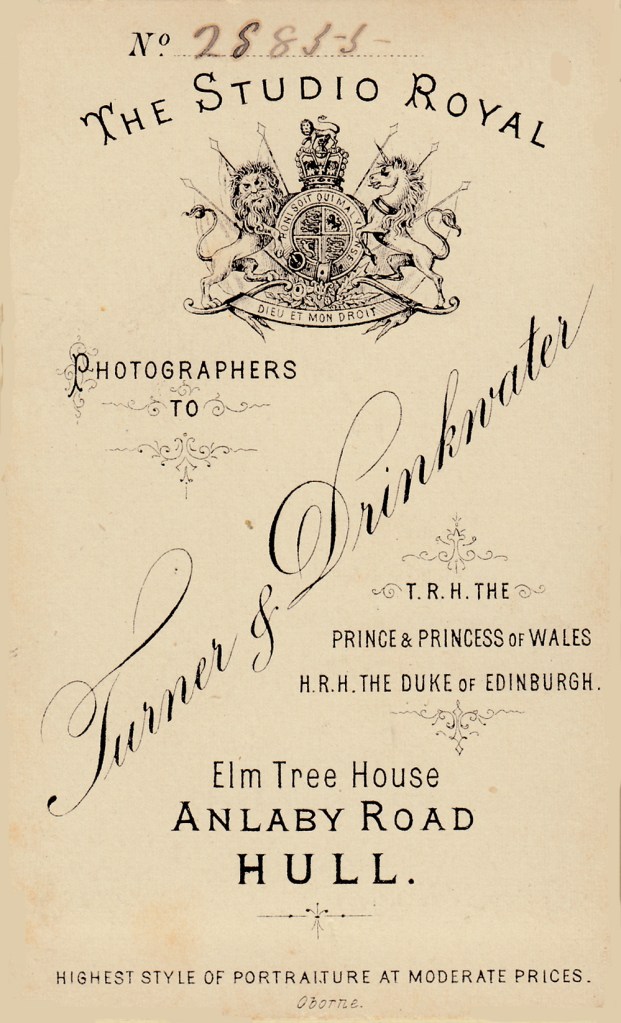 No. 28855
THE STUDIO ROYAL
HONI SOIT QUI MAL Y PENSE
DIEU ET MON DROIT
PHOTOGRAPHERS
TO
Turner & Drinkwater
T.R.H. THE
PRINCE & PRINCESS OF WALES
H.R.H. THE DUKE OF EDINBURGH.
Elm Tree House
ANLABY ROAD
HULL.
HIGHEST STYLE OF PORTRAITURE AT MODERATE PRICES.
Oborne.